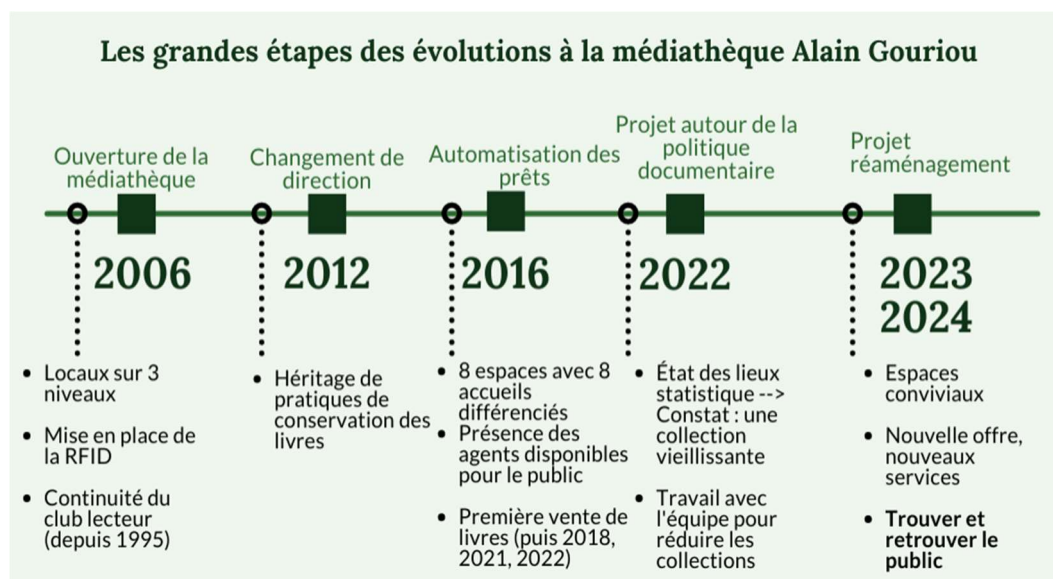 Les grandes étapes des évolutions à la médiathèque Alain Gouriou
Ouverture de la
médiathèque
2006
• Locaux sur 3
niveaux
• Mise en place de
la RFID
• Continuité du
club lecteur
(depuis 1995)
Changement de
direction
2012
• Héritage de
pratiques de
conservation des
livres
Automatisation des
prêts
2016
• 8 espaces avec 8
accueils
différenciés
• Présence des
agents disponibles
pour le public
• Première vente de
livres (puis 2018,
2021, 2022)
Projet autour de la
politique
documentaire
2022
• État des lieux
statistique -->
Constat : une
collection
vieillissante
• Travail avec
l'équipe pour
réduire les
collections
Projet
réaménagement
2023
2024
• Espaces
conviviaux
• Nouvelle offre,
nouveaux
services
• Trouver et
retrouver le
public